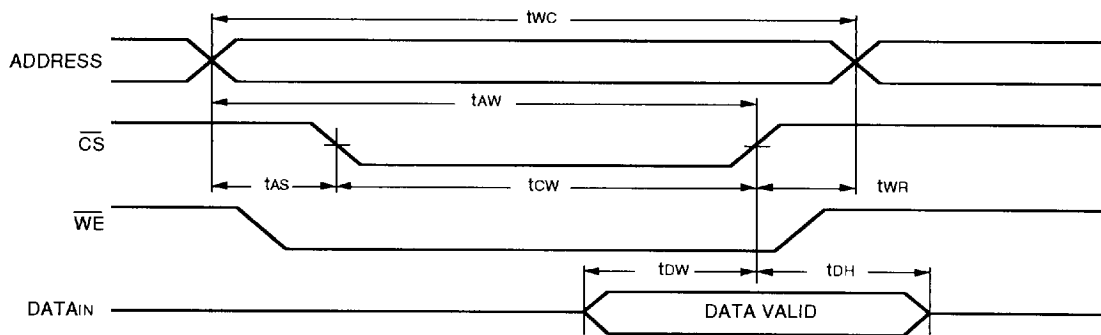 tWC
ADDRESS
tAW
CS
tAS tCW tWR
WE
tDW tDH
DATAIN DATA VALID